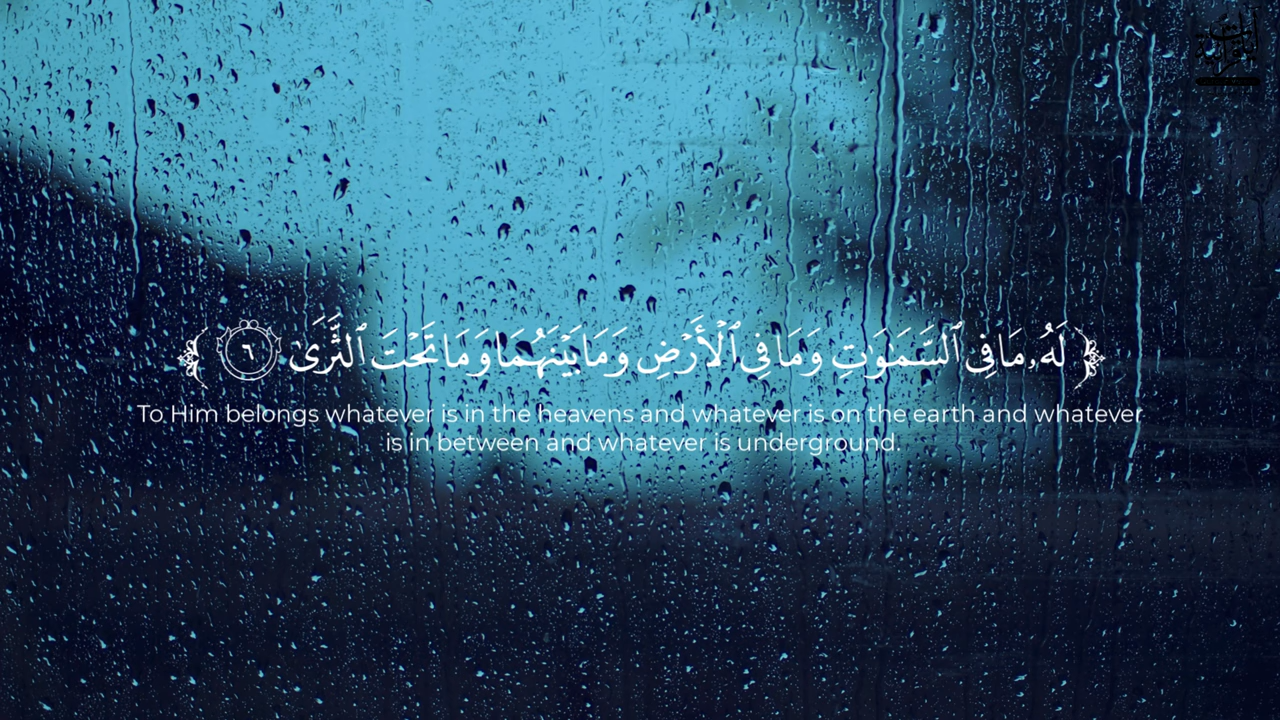 ﴿ لَهُۥ مَا فِى ٱلسَّمَـٰوَٰتِ وَمَا فِى ٱلْأَرْضِ وَمَا بَيْنَهُمَا وَمَا تَحْتَ ٱلثَّرَىٰ ٦ ﴾
To Him belongs whatever is in the heavens and whatever is on the earth and whatever
is in between and whatever is underground.